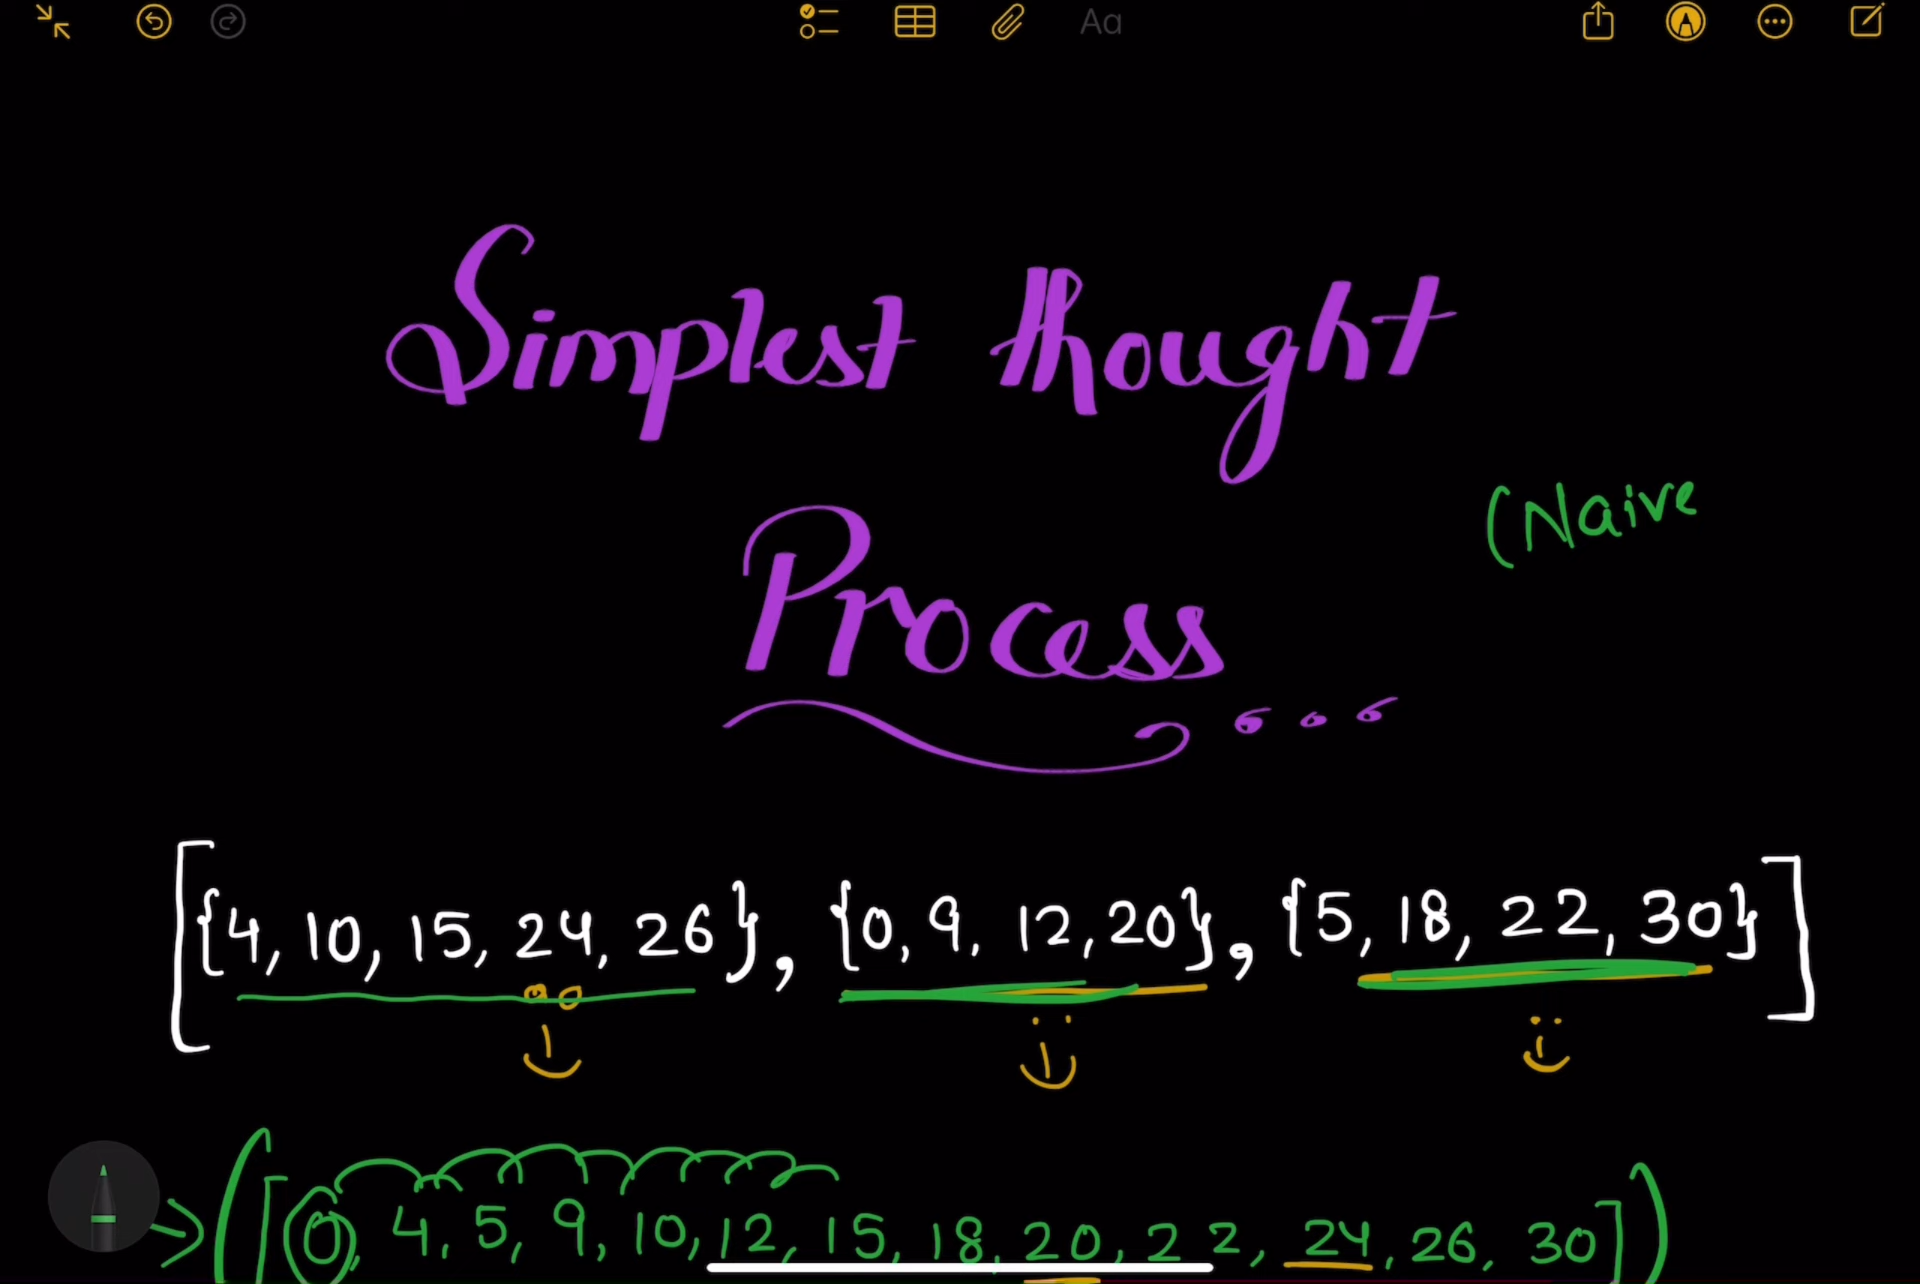 Aa
Simplest thought
(Naive
Process
[{4, 10, 15, 24, 26}, {0, 9, 12, 20}, {5, 18, 22, 30}]
→([0, 4, 5, 9, 10, 12, 15, 18, 20, 22, 24, 26, 30])